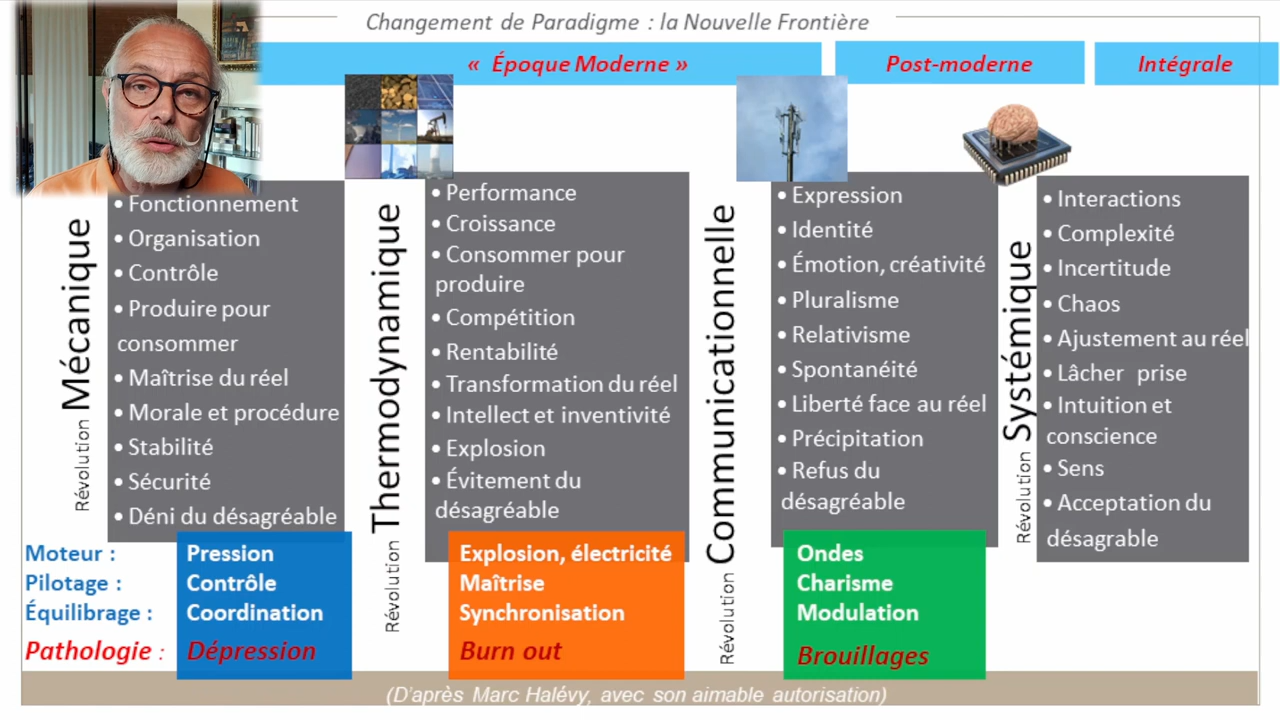 Changement de Paradigme : la Nouvelle Frontière
« Époque Moderne »
Post-moderne
Intégrale
Révolution Mécanique
• Fonctionnement
• Organisation
• Contrôle
• Produire pour
consommer
• Maîtrise du réel
• Morale et procédure
• Stabilité
• Sécurité
• Déni du désagréable
Révolution Thermodynamique
• Performance
• Croissance
• Consommer pour
produire
• Compétition
• Rentabilité
• Transformation du réel
• Intellect et inventivité
• Explosion
• Évitement du
désagréable
Révolution Communicationnelle
• Expression
• Identité
• Émotion, créativité
• Pluralisme
• Relativisme
• Spontanéité
• Liberté face au réel
• Précipitation
• Refus du
désagréable
Révolution Systémique
• Interactions
• Complexité
• Incertitude
• Chaos
• Ajustement au réel
• Lâcher prise
• Intuition et
conscience
• Sens
• Acceptation du
désagrable
Moteur :
Pilotage :
Équilibrage :
Pathologie :
Pression
Contrôle
Coordination
Dépression
Explosion, électricité
Maîtrise
Synchronisation
Burn out
Ondes
Charisme
Modulation
Brouillages
(D'après Marc Halévy, avec son aimable autorisation)